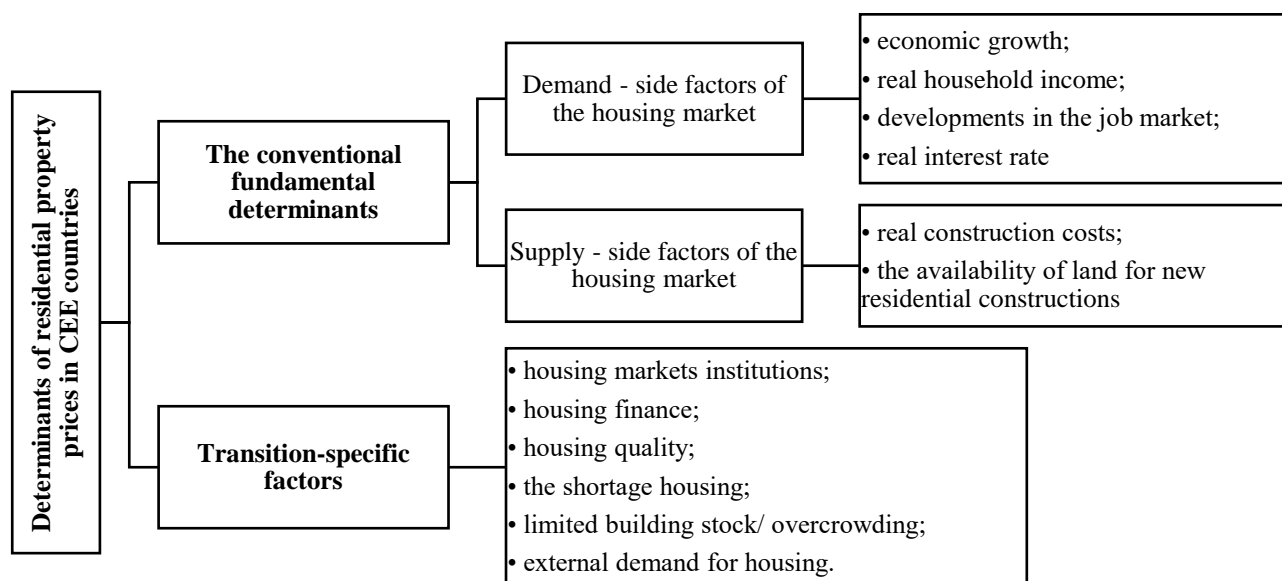 Determinants of residential property
prices in CEE countries
The conventional
fundamental
determinants
Demand - side factors of
the housing market
• economic growth;
• real household income;
• developments in the job market;
• real interest rate
Supply - side factors of the
housing market
• real construction costs;
• the availability of land for new
residential constructions
Transition-specific
factors
• housing markets institutions;
• housing finance;
• housing quality;
• the shortage housing;
• limited building stock/ overcrowding;
• external demand for housing.